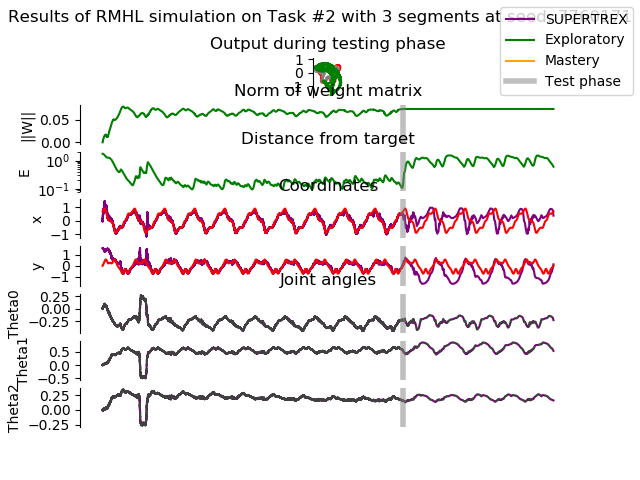 Results of RMHL simulation on Task #2 with 3 segments at seed
SUPERTREX
Exploratory
Mastery
Test phase
Output during testing phase
1
0
−1
Norm of weight matrix
||W||
0.05
0.00
Distance from target
E
10⁰
10⁻¹
Coordinates
x
1
0
−1
y
1
0
−1
Joint angles
Theta0
0.25
0.00
−0.25
Theta1
0.5
0.0
−0.5
Theta2
0.25
0.00
−0.25